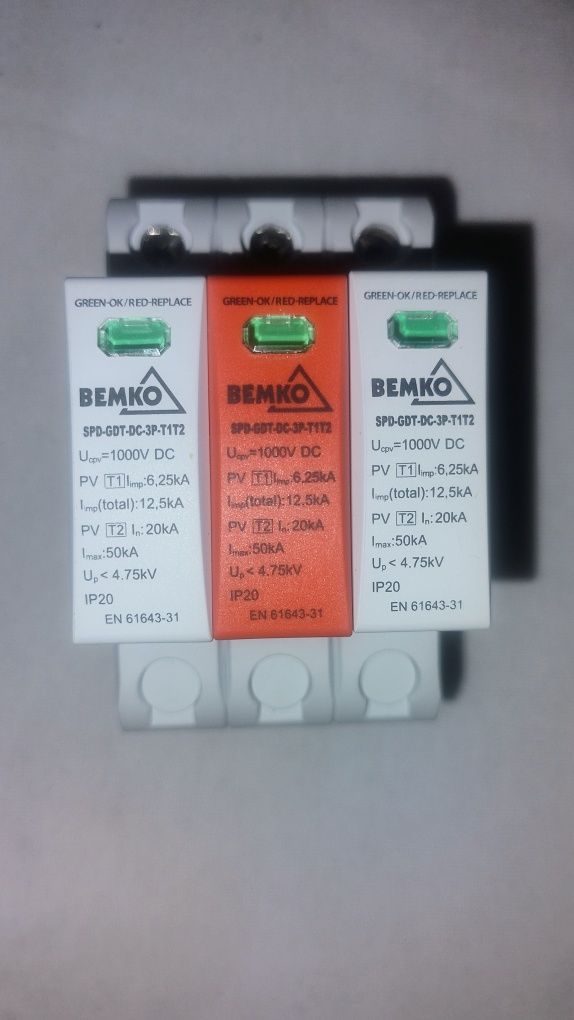 GREEN-OK/RED-REPLACE
BEMKO
SPD-GDT-DC-3P-T1T2
Ucpv=1000V DC
PV T1 Iimp:6,25kA
Iimp(total):12,5kA
PV T2 In:20kA
Imax:50kA
Up< 4.75kV
IP20
EN 61643-31
GREEN-OK/RED-REPLACE
BEMKO
SPD-GDT-DC-3P-T1T2
Ucpv=1000V DC
PV T1 Iimp:6,25kA
Iimp(total):12,5kA
PV T2 In:20kA
Imax:50kA
Up< 4.75kV
IP20
EN 61643-31
GREEN-OK/RED-REPLACE
BEMKO
SPD-GDT-DC-3P-T1T2
Ucpv=1000V DC
PV T1 Iimp:6,25kA
Iimp(total):12,5kA
PV T2 In:20kA
Imax:50kA
Up< 4.75kV
IP20
EN 61643-31